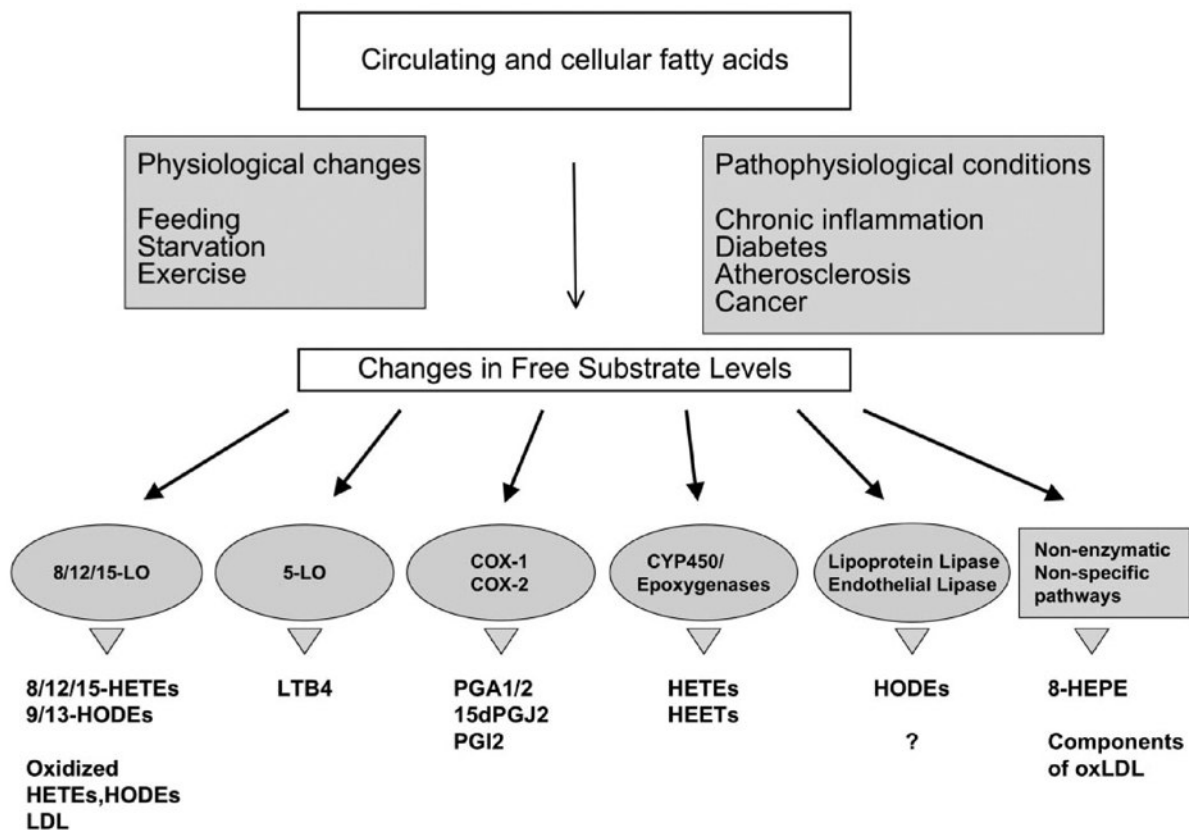 Circulating and cellular fatty acids
Physiological changes
Feeding
Starvation
Exercise
Pathophysiological conditions
Chronic inflammation
Diabetes
Atherosclerosis
Cancer
Changes in Free Substrate Levels
8/12/15-LO
5-LO
COX-1
COX-2
CYP450/
Epoxygenases
Lipoprotein Lipase
Endothelial Lipase
Non-enzymatic
Non-specific
pathways
8/12/15-HETEs
9/13-HODEs
Oxidized
HETEs,HODEs
LDL
LTB4
PGA1/2
15dPGJ2
PGI2
HETEs
HEETs
HODEs
?
8-HEPE
Components
of oxLDL